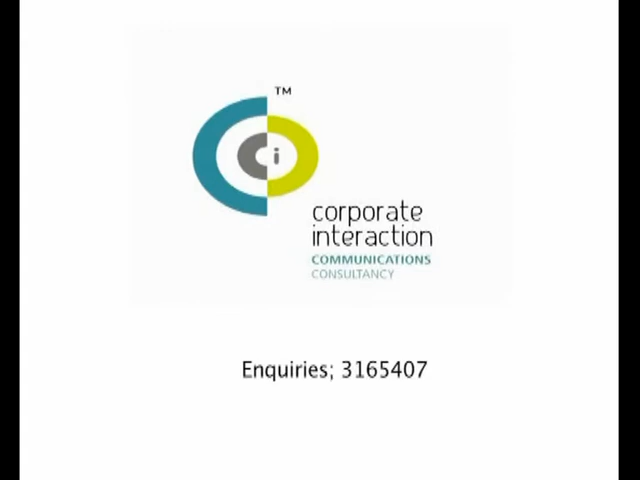 TM
Ci
corporate
interaction
COMMUNICATIONS
CONSULTANCY
Enquiries; 3165407